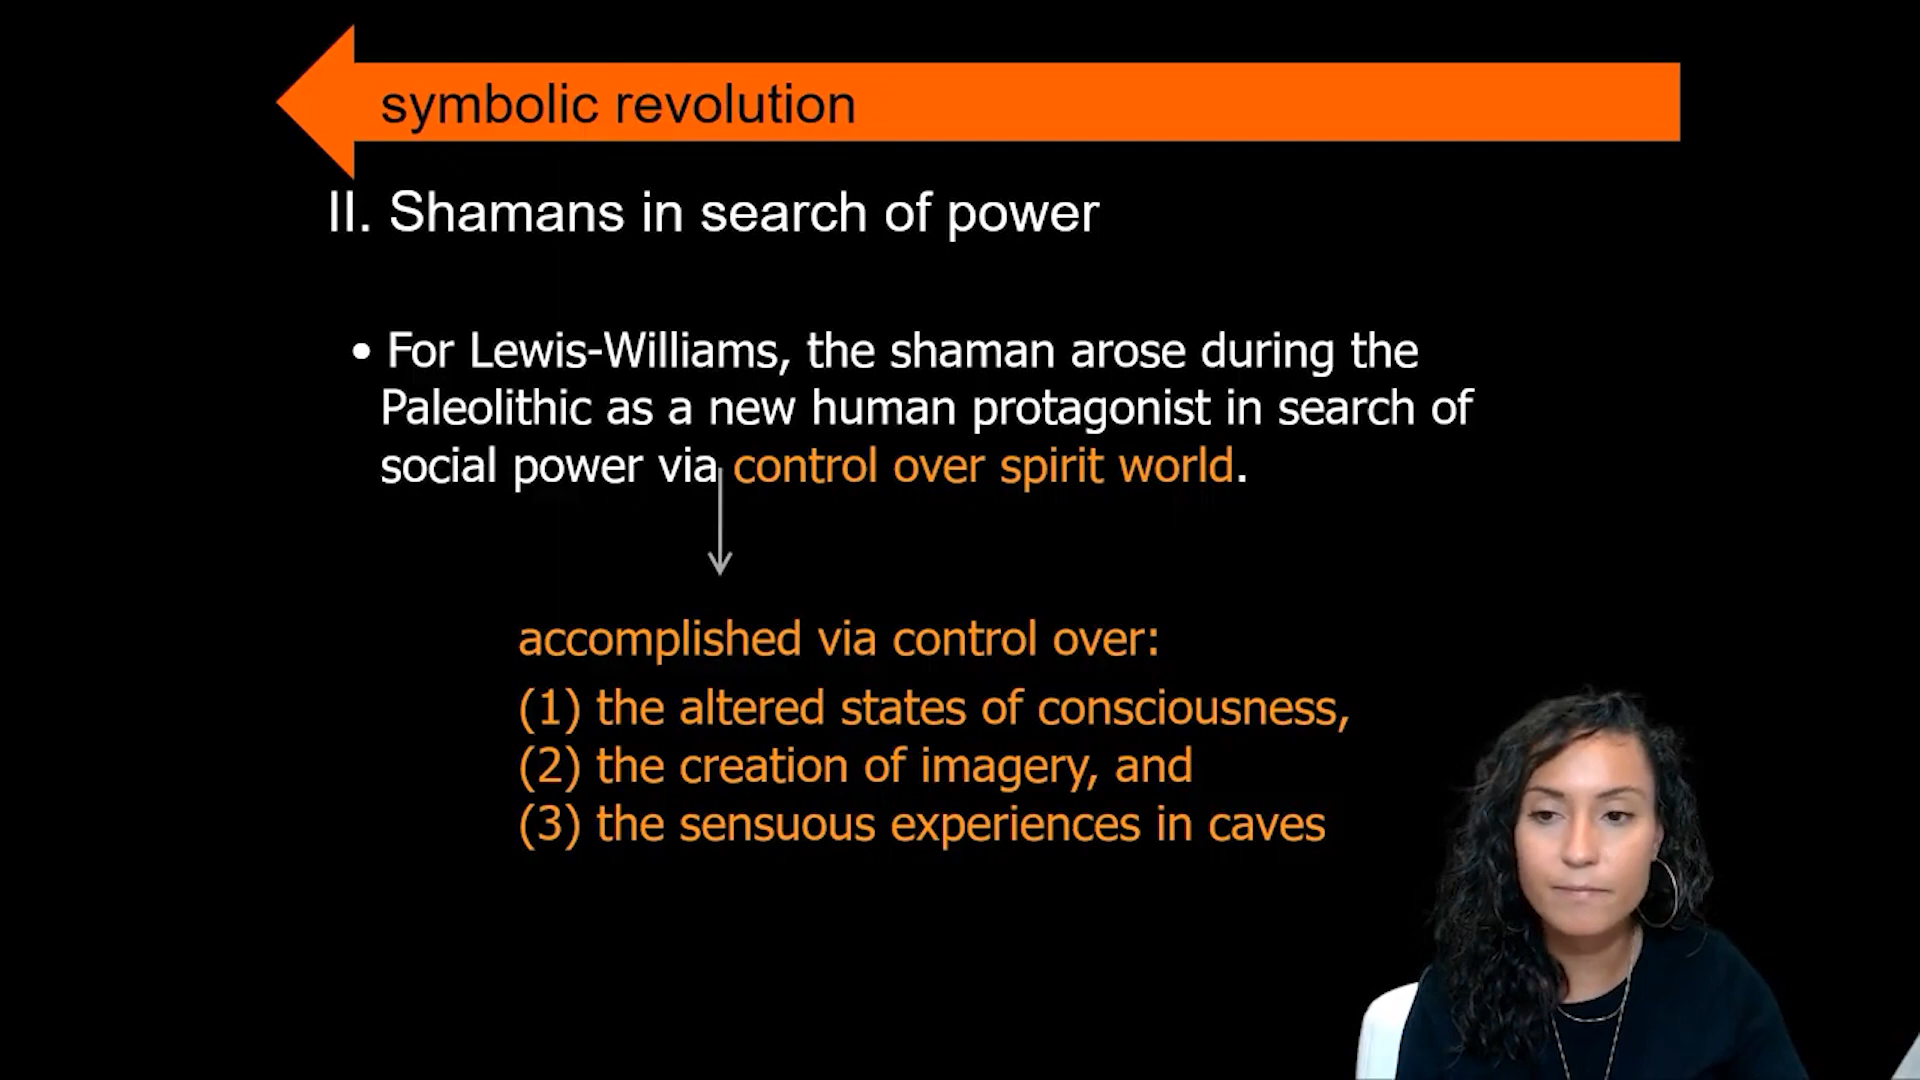 symbolic revolution
II. Shamans in search of power
• For Lewis-Williams, the shaman arose during the
Paleolithic as a new human protagonist in search of
social power via control over spirit world.
accomplished via control over:
(1) the altered states of consciousness,
(2) the creation of imagery, and
(3) the sensuous experiences in caves